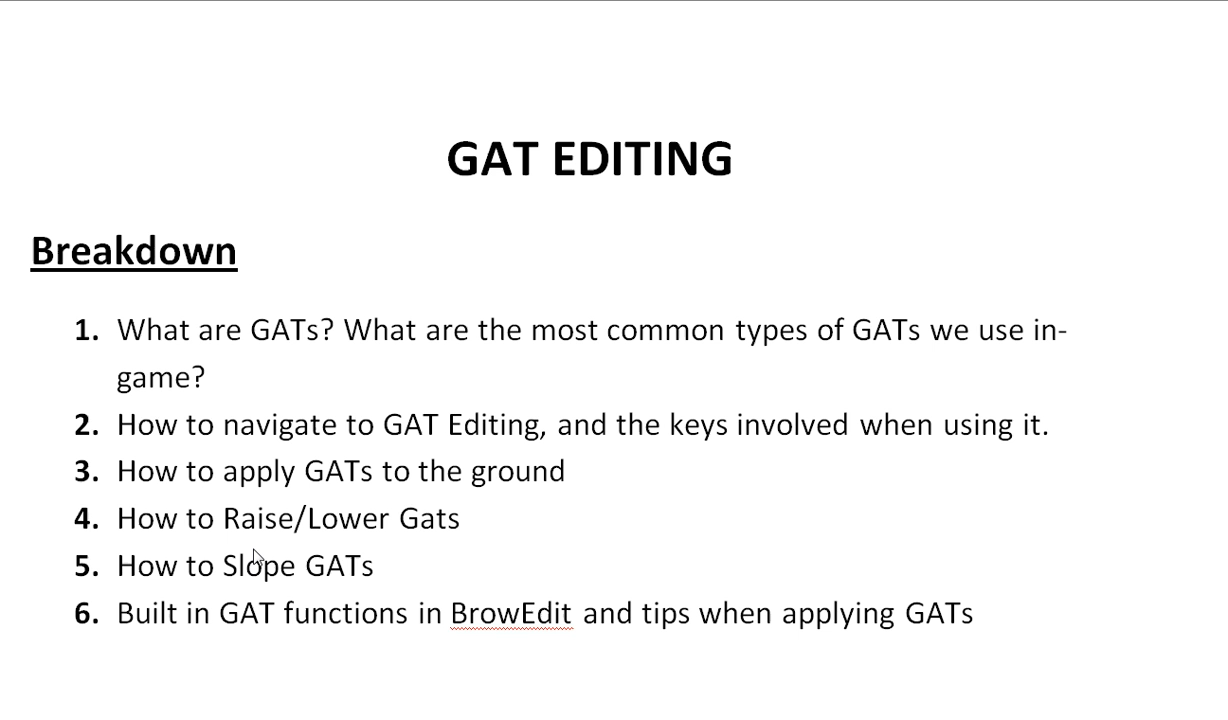 GAT EDITING
Breakdown
1. What are GATs? What are the most common types of GATs we use in-
game?
2. How to navigate to GAT Editing, and the keys involved when using it.
3. How to apply GATs to the ground
4. How to Raise/Lower Gats
5. How to Slope GATs
6. Built in GAT functions in BrowEdit and tips when applying GATs